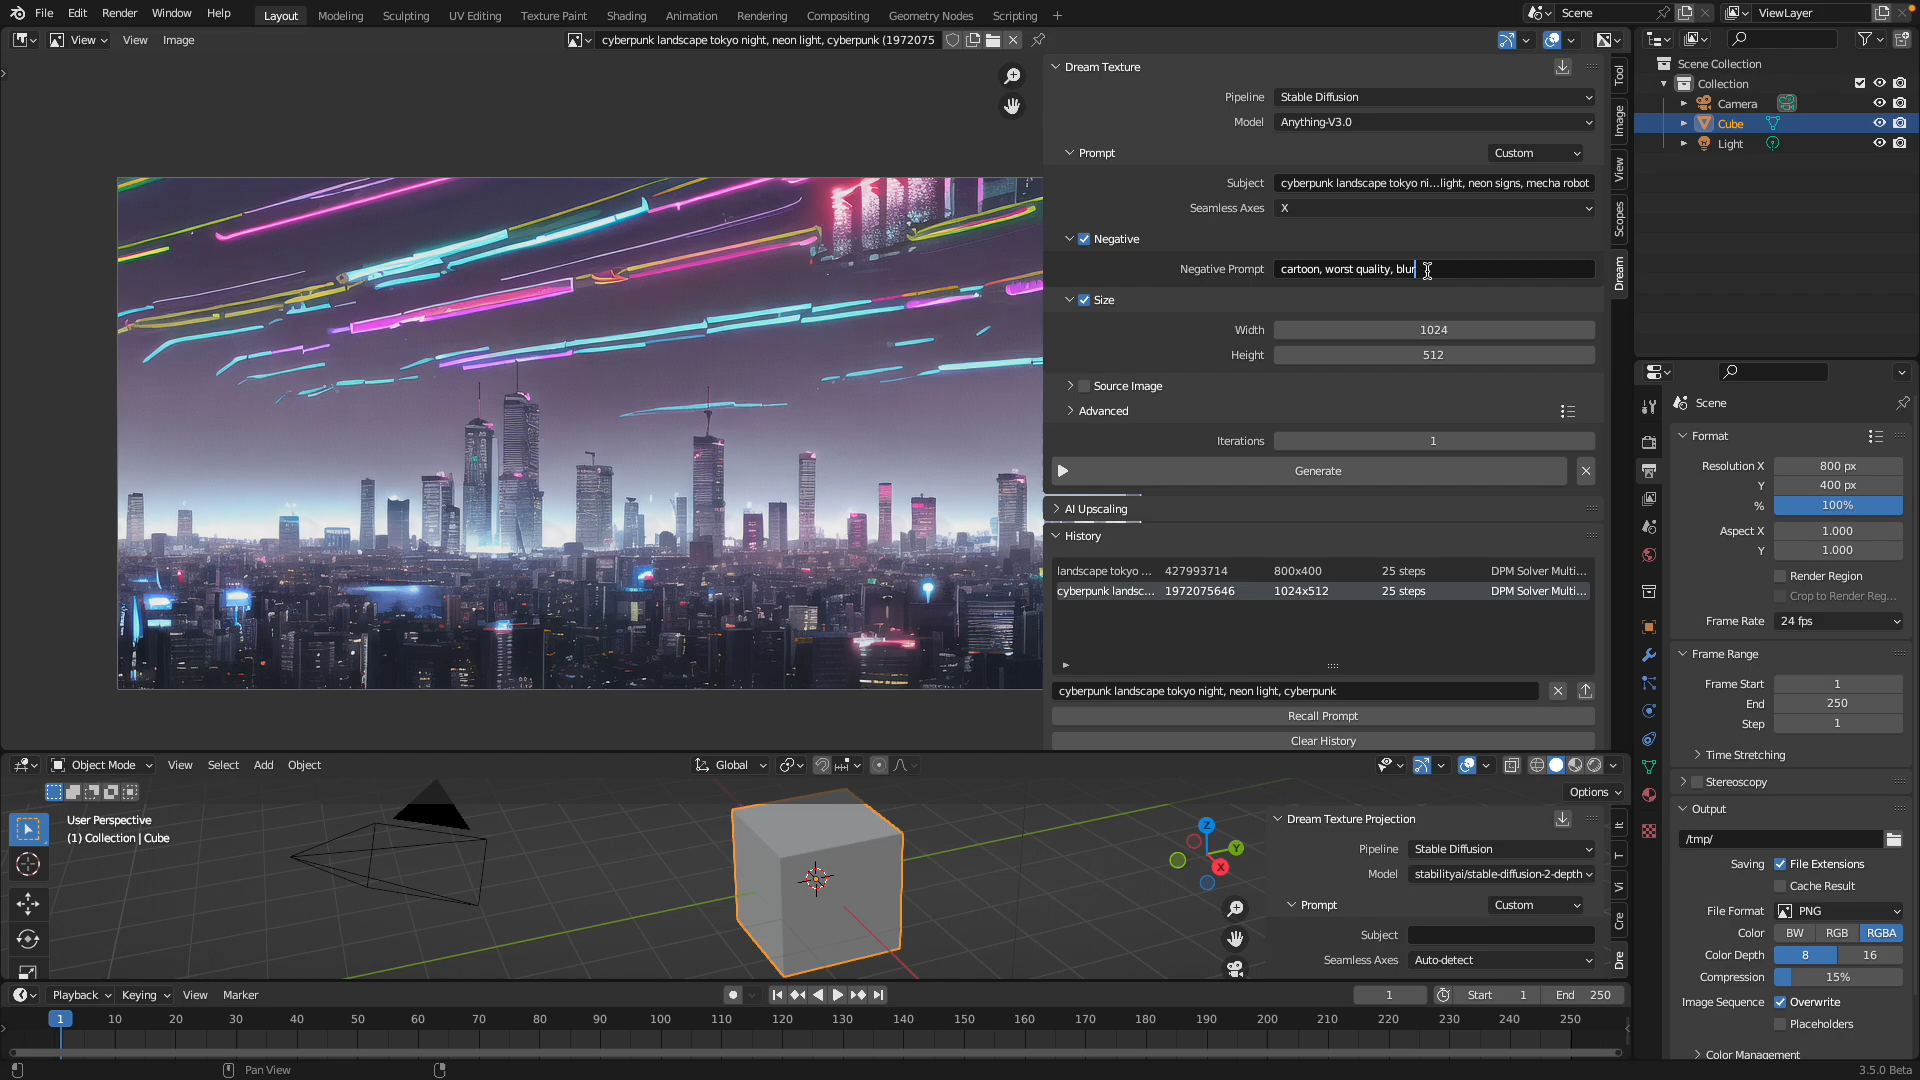 File Edit Render Window Help Layout Modeling Sculpting UV Editing Texture Paint Shading Animation Rendering Compositing Geometry Nodes Scripting + Scene ViewLayer
View View Image cyberpunk landscape tokyo night, neon light, cyberpunk (1972075
Dream Texture
Pipeline Stable Diffusion
Model Anything-V3.0
Prompt Custom
Subject cyberpunk landscape tokyo ni...light, neon signs, mecha robot
Seamless Axes X
Negative
Negative Prompt cartoon, worst quality, blur
Size
Width 1024
Height 512
Source Image
Advanced
Iterations 1
Generate
AI Upscaling
History
landscape tokyo ... 427993714 800x400 25 steps DPM Solver Multi...
cyberpunk landsc... 1972075646 1024x512 25 steps DPM Solver Multi...
cyberpunk landscape tokyo night, neon light, cyberpunk
Recall Prompt
Clear History
Tool
Image
View
Scopes
Dream
Scene Collection
Collection
Camera
Cube
Light
Scene
Format
Resolution X 800 px
Y 400 px
% 100%
Aspect X 1.000
Y 1.000
Render Region
Crop to Render Reg...
Frame Rate 24 fps
Frame Range
Frame Start 1
End 250
Step 1
Time Stretching
Stereoscopy
Output
/tmp/
Saving File Extensions
Cache Result
File Format PNG
Color BW RGB RGBA
Color Depth 8 16
Compression 15%
Image Sequence Overwrite
Placeholders
Color Management
Object Mode View Select Add Object Global
Options
User Perspective
(1) Collection | Cube
Z
Y
X
Dream Texture Projection
Pipeline Stable Diffusion
Model stabilityai/stable-diffusion-2-depth
Prompt Custom
Subject
Seamless Axes Auto-detect
It
T
Vi
Cre
Dre
Playback Keying View Marker 1 Start 1 End 250
1 10 20 30 40 50 60 70 80 90 100 110 120 130 140 150 160 170 180 190 200 210 220 230 240 250
Pan View 3.5.0 Beta